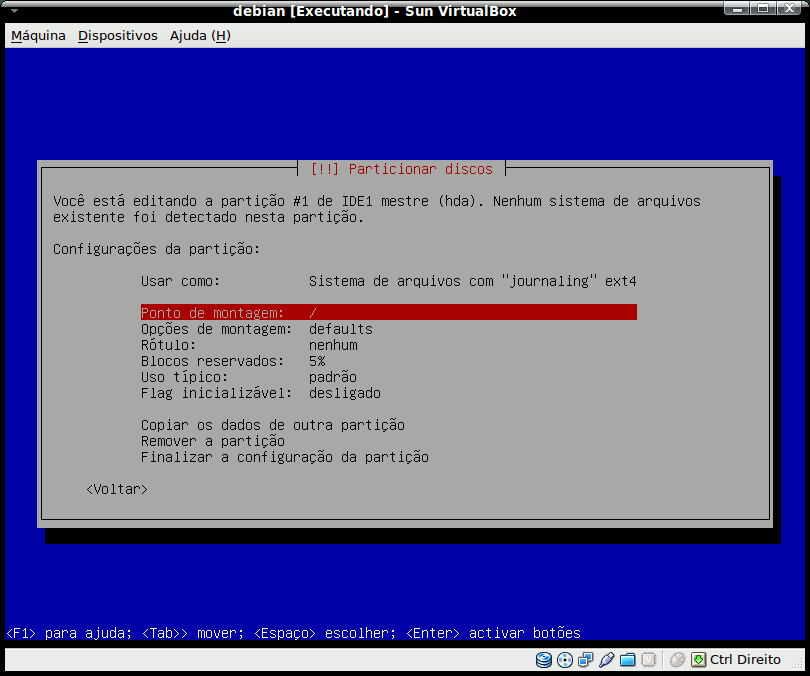 debian [Executando] - Sun VirtualBox
Máquina Dispositivos Ajuda (H)
[!!] Particionar discos
Você está editando a partição #1 de IDE1 mestre (hda). Nenhum sistema de arquivos
existente foi detectado nesta partição.
Configurações da partição:
Usar como: Sistema de arquivos com "journaling" ext4
Ponto de montagem: /
Opções de montagem: defaults
Rótulo: nenhum
Blocos reservados: 5%
Uso típico: padrão
Flag inicializável: desligado
Copiar os dados de outra partição
Remover a partição
Finalizar a configuração da partição
<Voltar>
<F1> para ajuda; <Tab>> mover; <Espaço> escolher; <Enter> activar botões
Ctrl Direito